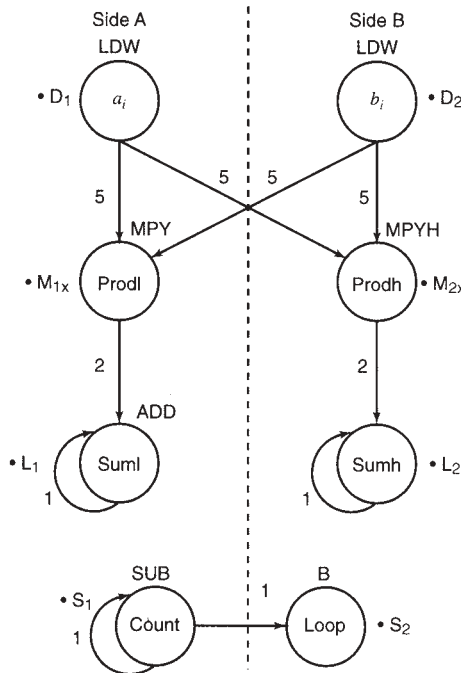 Side A Side B
LDW LDW
• D1 ai bi • D2
5 5 5 5
MPY MPYH
• M1x Prodl Prodh • M2x
2 2
ADD
• L1 Suml Sumh • L2
1 1
SUB 1 B
• S1 Count Loop • S2
1